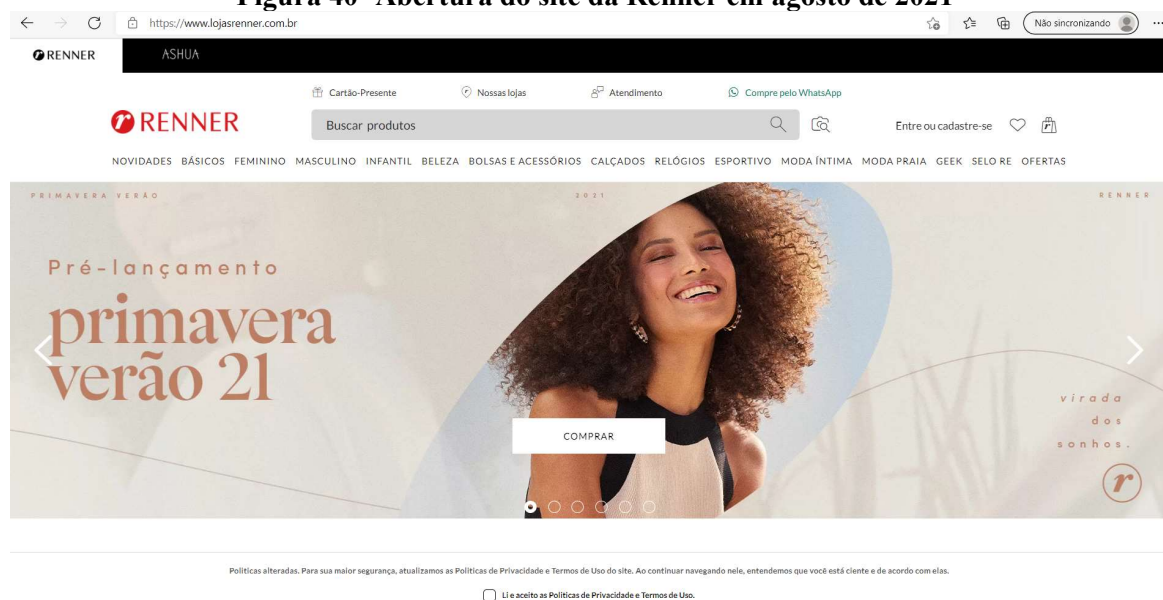 Figura 40- Abertura do site da Renner em agosto de 2021
https://www.lojasrenner.com.br
Não sincronizando
RENNER ASHUA
Cartão-Presente Nossas lojas Atendimento Compre pelo WhatsApp
RENNER Buscar produtos Entre ou cadastre-se
NOVIDADES BÁSICOS FEMININO MASCULINO INFANTIL BELEZA BOLSAS E ACESSÓRIOS CALÇADOS RELÓGIOS ESPORTIVO MODA ÍNTIMA MODA PRAIA GEEK SELO RE OFERTAS
PRIMAVERA VERÃO 2021 RENNER
Pré-lançamento
primavera
verão 21
virada
dos
sonhos.
COMPRAR
r
Políticas alteradas. Para sua maior segurança, atualizamos as Políticas de Privacidade e Termos de Uso do site. Ao continuar navegando nele, entendemos que você está ciente e de acordo com elas.
Li e aceito as Políticas de Privacidade e Termos de Uso.